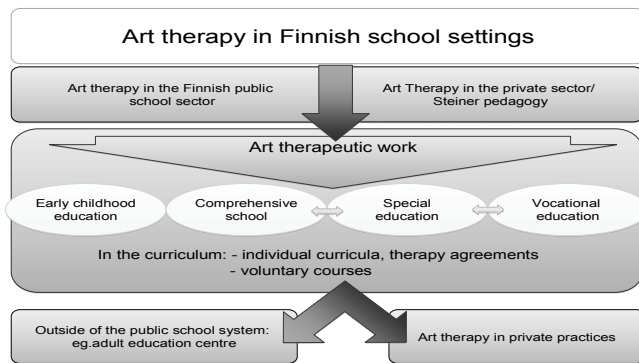 Art therapy in Finnish school settings
Art therapy in the Finnish public
school sector
Art Therapy in the private sector/
Steiner pedagogy
Art therapeutic work
Early childhood
education
Comprehensive
school
Special
education
Vocational
education
In the curriculum: - individual curricula, therapy agreements
- voluntary courses
Outside of the public school system:
eg.adult education centre
Art therapy in private practices